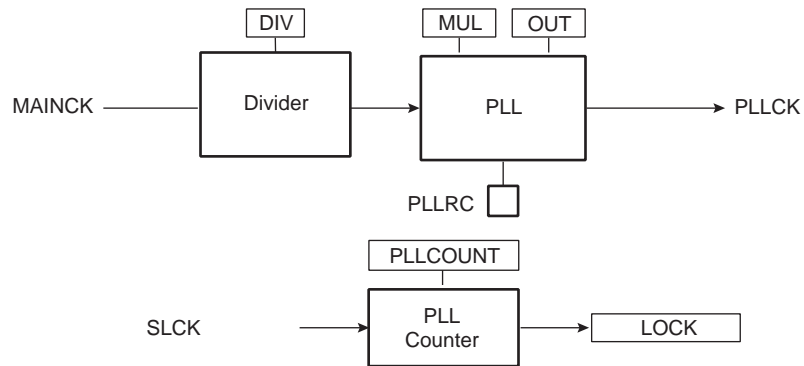 DIV
MUL
OUT
MAINCK
Divider
PLL
PLLCK
PLLRC
PLLCOUNT
SLCK
PLL
Counter
LOCK